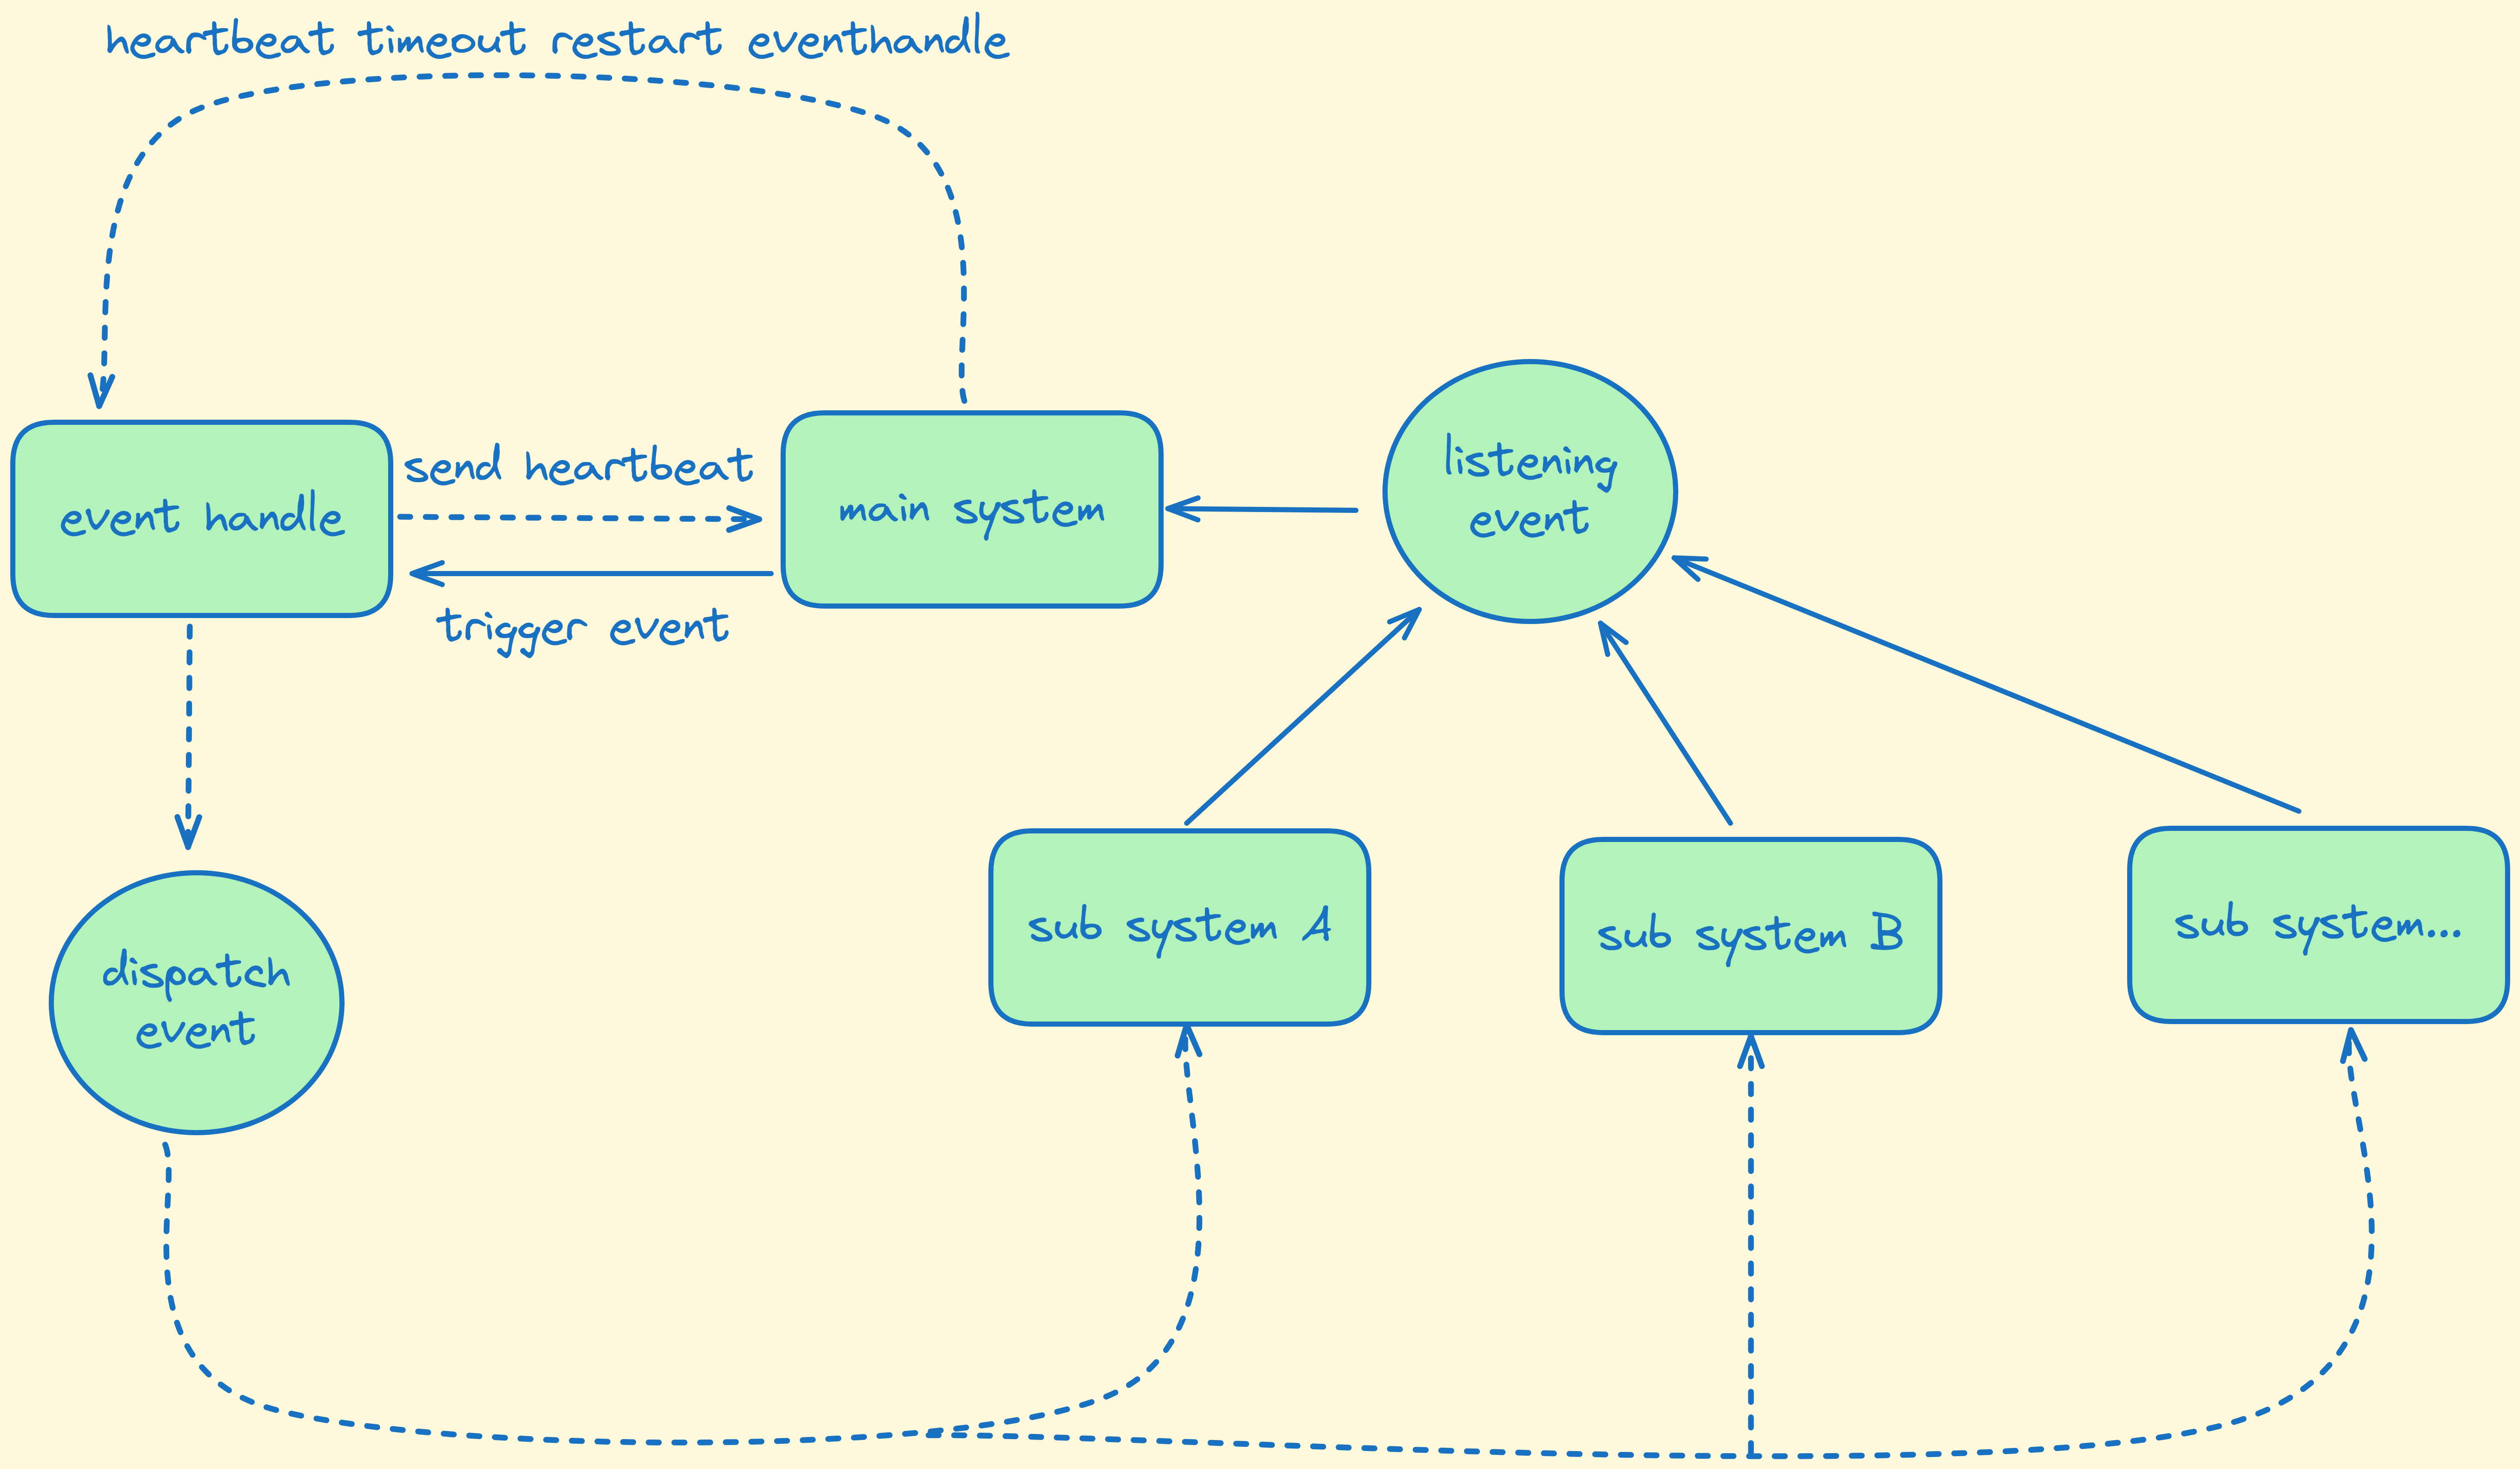 heartbeat timeout restart eventhandle
send heartbeat
event handle
main system
trigger event
listening
event
sub system A
sub system B
sub system...
dispatch
event